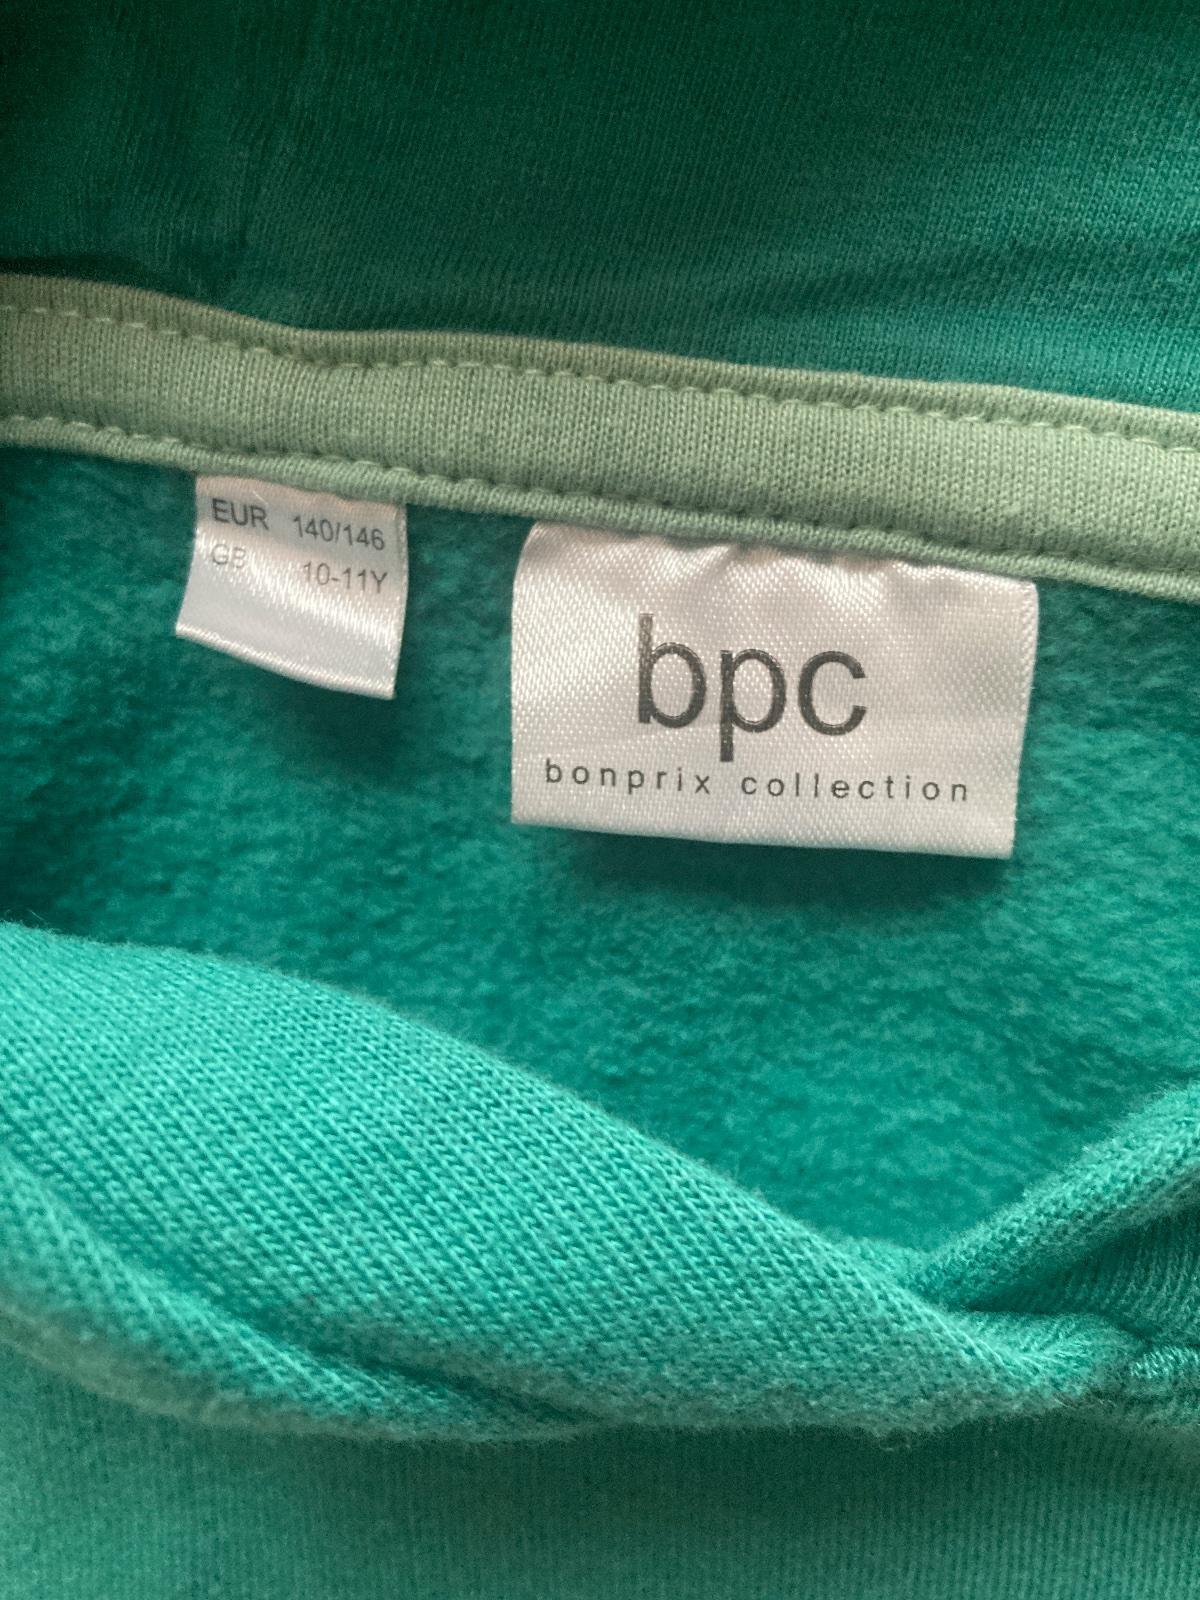 EUR 140/146
GB 10-11Y
bpc
bonprix collection